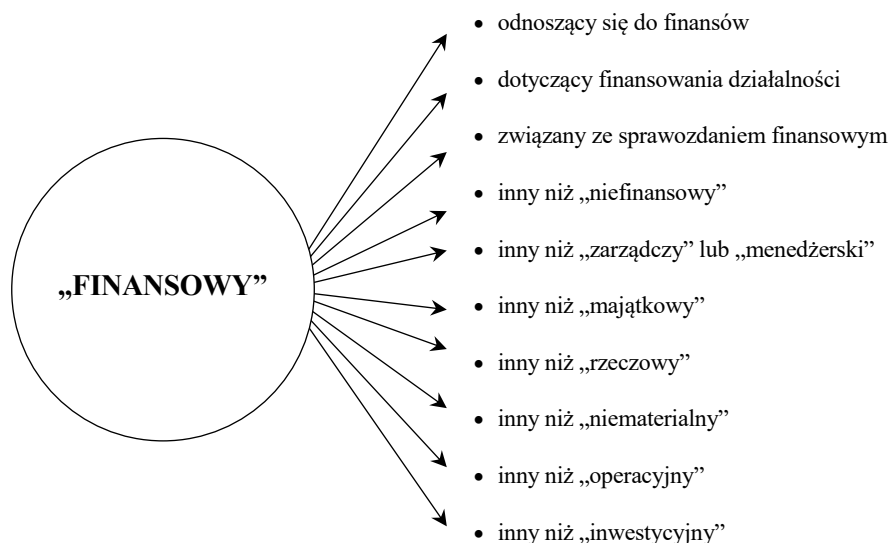 • odnoszący się do finansów
• dotyczący finansowania działalności
• związany ze sprawozdaniem finansowym
• inny niż „niefinansowy”
• inny niż „zarządczy” lub „menedżerski”
„FINANSOWY”
• inny niż „majątkowy”
• inny niż „rzeczowy”
• inny niż „niematerialny”
• inny niż „operacyjny”
• inny niż „inwestycyjny”